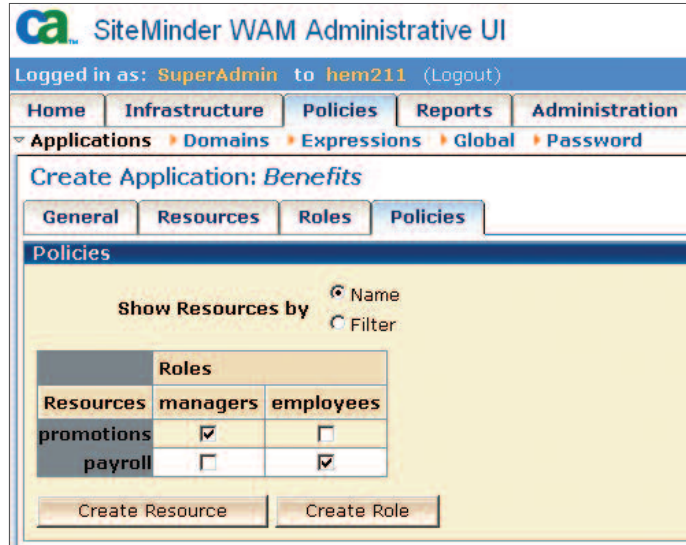 ca SiteMinder WAM Administrative UI
Logged in as: SuperAdmin to hem211 (Logout)
Home Infrastructure Policies Reports Administration
Applications Domains Expressions Global Password
Create Application: Benefits
General Resources Roles Policies
Policies
Show Resources by
Name
Filter
Roles
Resources managers employees
promotions
payroll
Create Resource Create Role